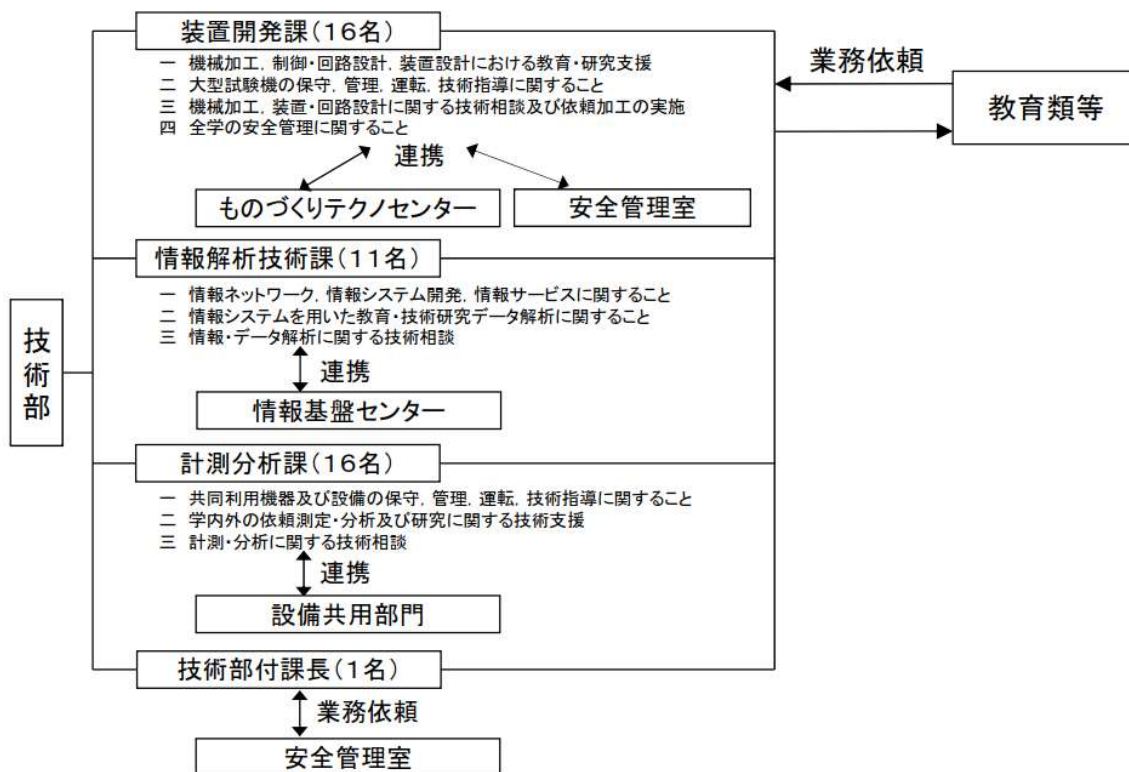 装置開発課(16名)
一 機械加工, 制御・回路設計, 装置設計における教育・研究支援
二 大型試験機の保守, 管理, 運転, 技術指導に関すること
三 機械加工, 装置・回路設計に関する技術相談及び依頼加工の実施
四 全学の安全管理に関すること
連携
ものづくりテクノセンター
安全管理室
業務依頼
教育類等
技術部
情報解析技術課(11名)
一 情報ネットワーク, 情報システム開発, 情報サービスに関すること
二 情報システムを用いた教育・技術研究データ解析に関すること
三 情報・データ解析に関する技術相談
連携
情報基盤センター
計測分析課(16名)
一 共同利用機器及び設備の保守, 管理, 運転, 技術指導に関すること
二 学内外の依頼測定・分析及び研究に関する技術支援
三 計測・分析に関する技術相談
連携
設備共用部門
技術部付課長(1名)
業務依頼
安全管理室